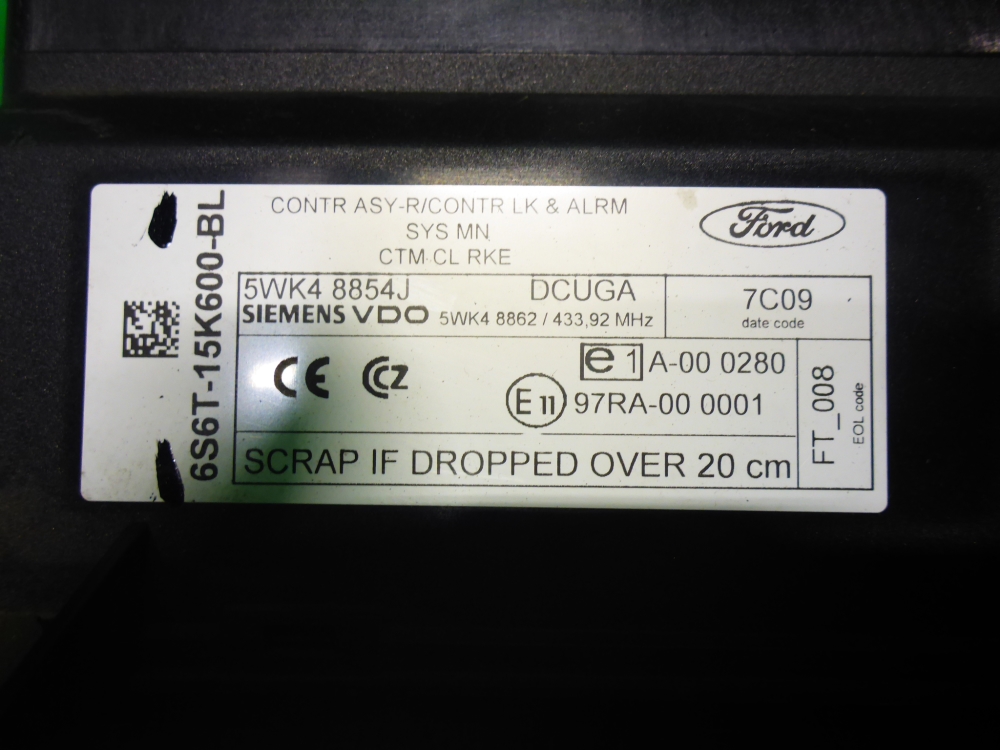 CONTR ASY-R/CONTR LK & ALRM
SYS MN
CTM CL RKE
Ford
6S6T-15K600-BL
5WK4 8854J DCUGA
SIEMENS VDO 5WK4 8862 / 433,92 MHz
7C09
date code
CE CCZ
e 1 A-00 0280
E 11 97RA-00 0001
FT_008
EOL code
SCRAP IF DROPPED OVER 20 cm